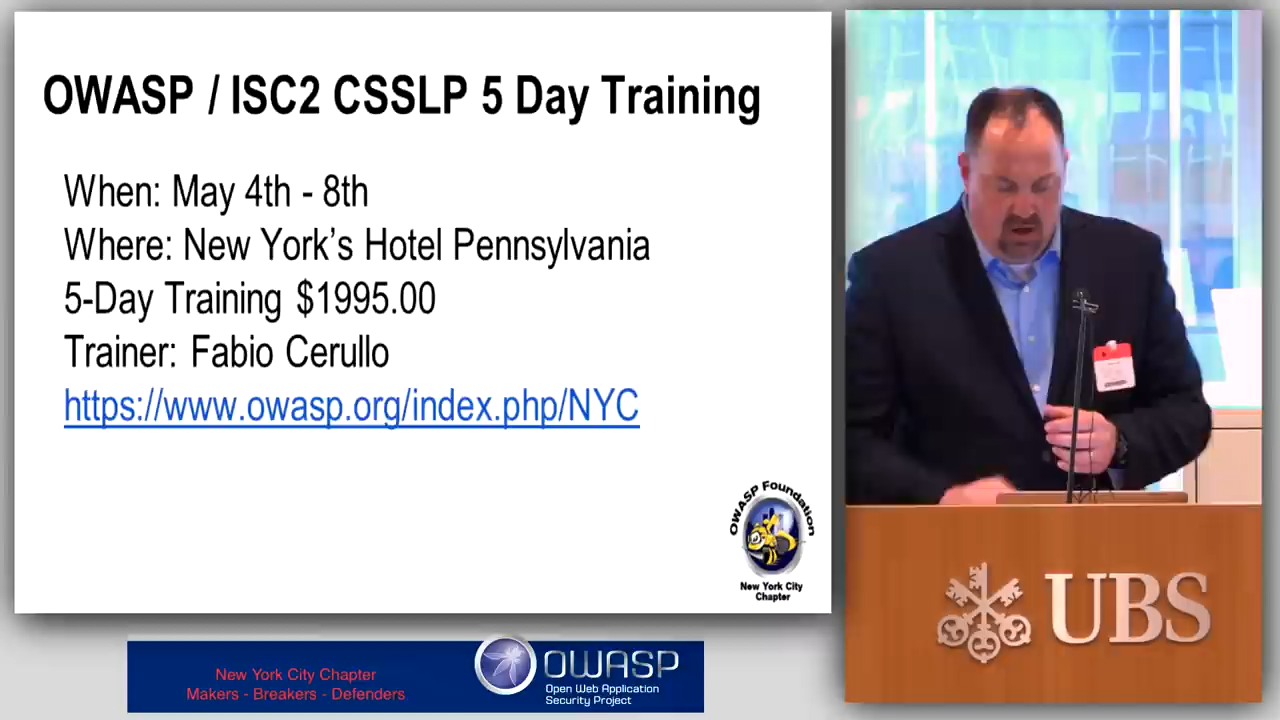 OWASP / ISC2 CSSLP 5 Day Training
When: May 4th - 8th
Where: New York’s Hotel Pennsylvania
5-Day Training $1995.00
Trainer: Fabio Cerullo
https://www.owasp.org/index.php/NYC
OWASP Foundation
New York City
Chapter
New York City Chapter
Makers - Breakers - Defenders
OWASP
Open Web Application
Security Project
UBS